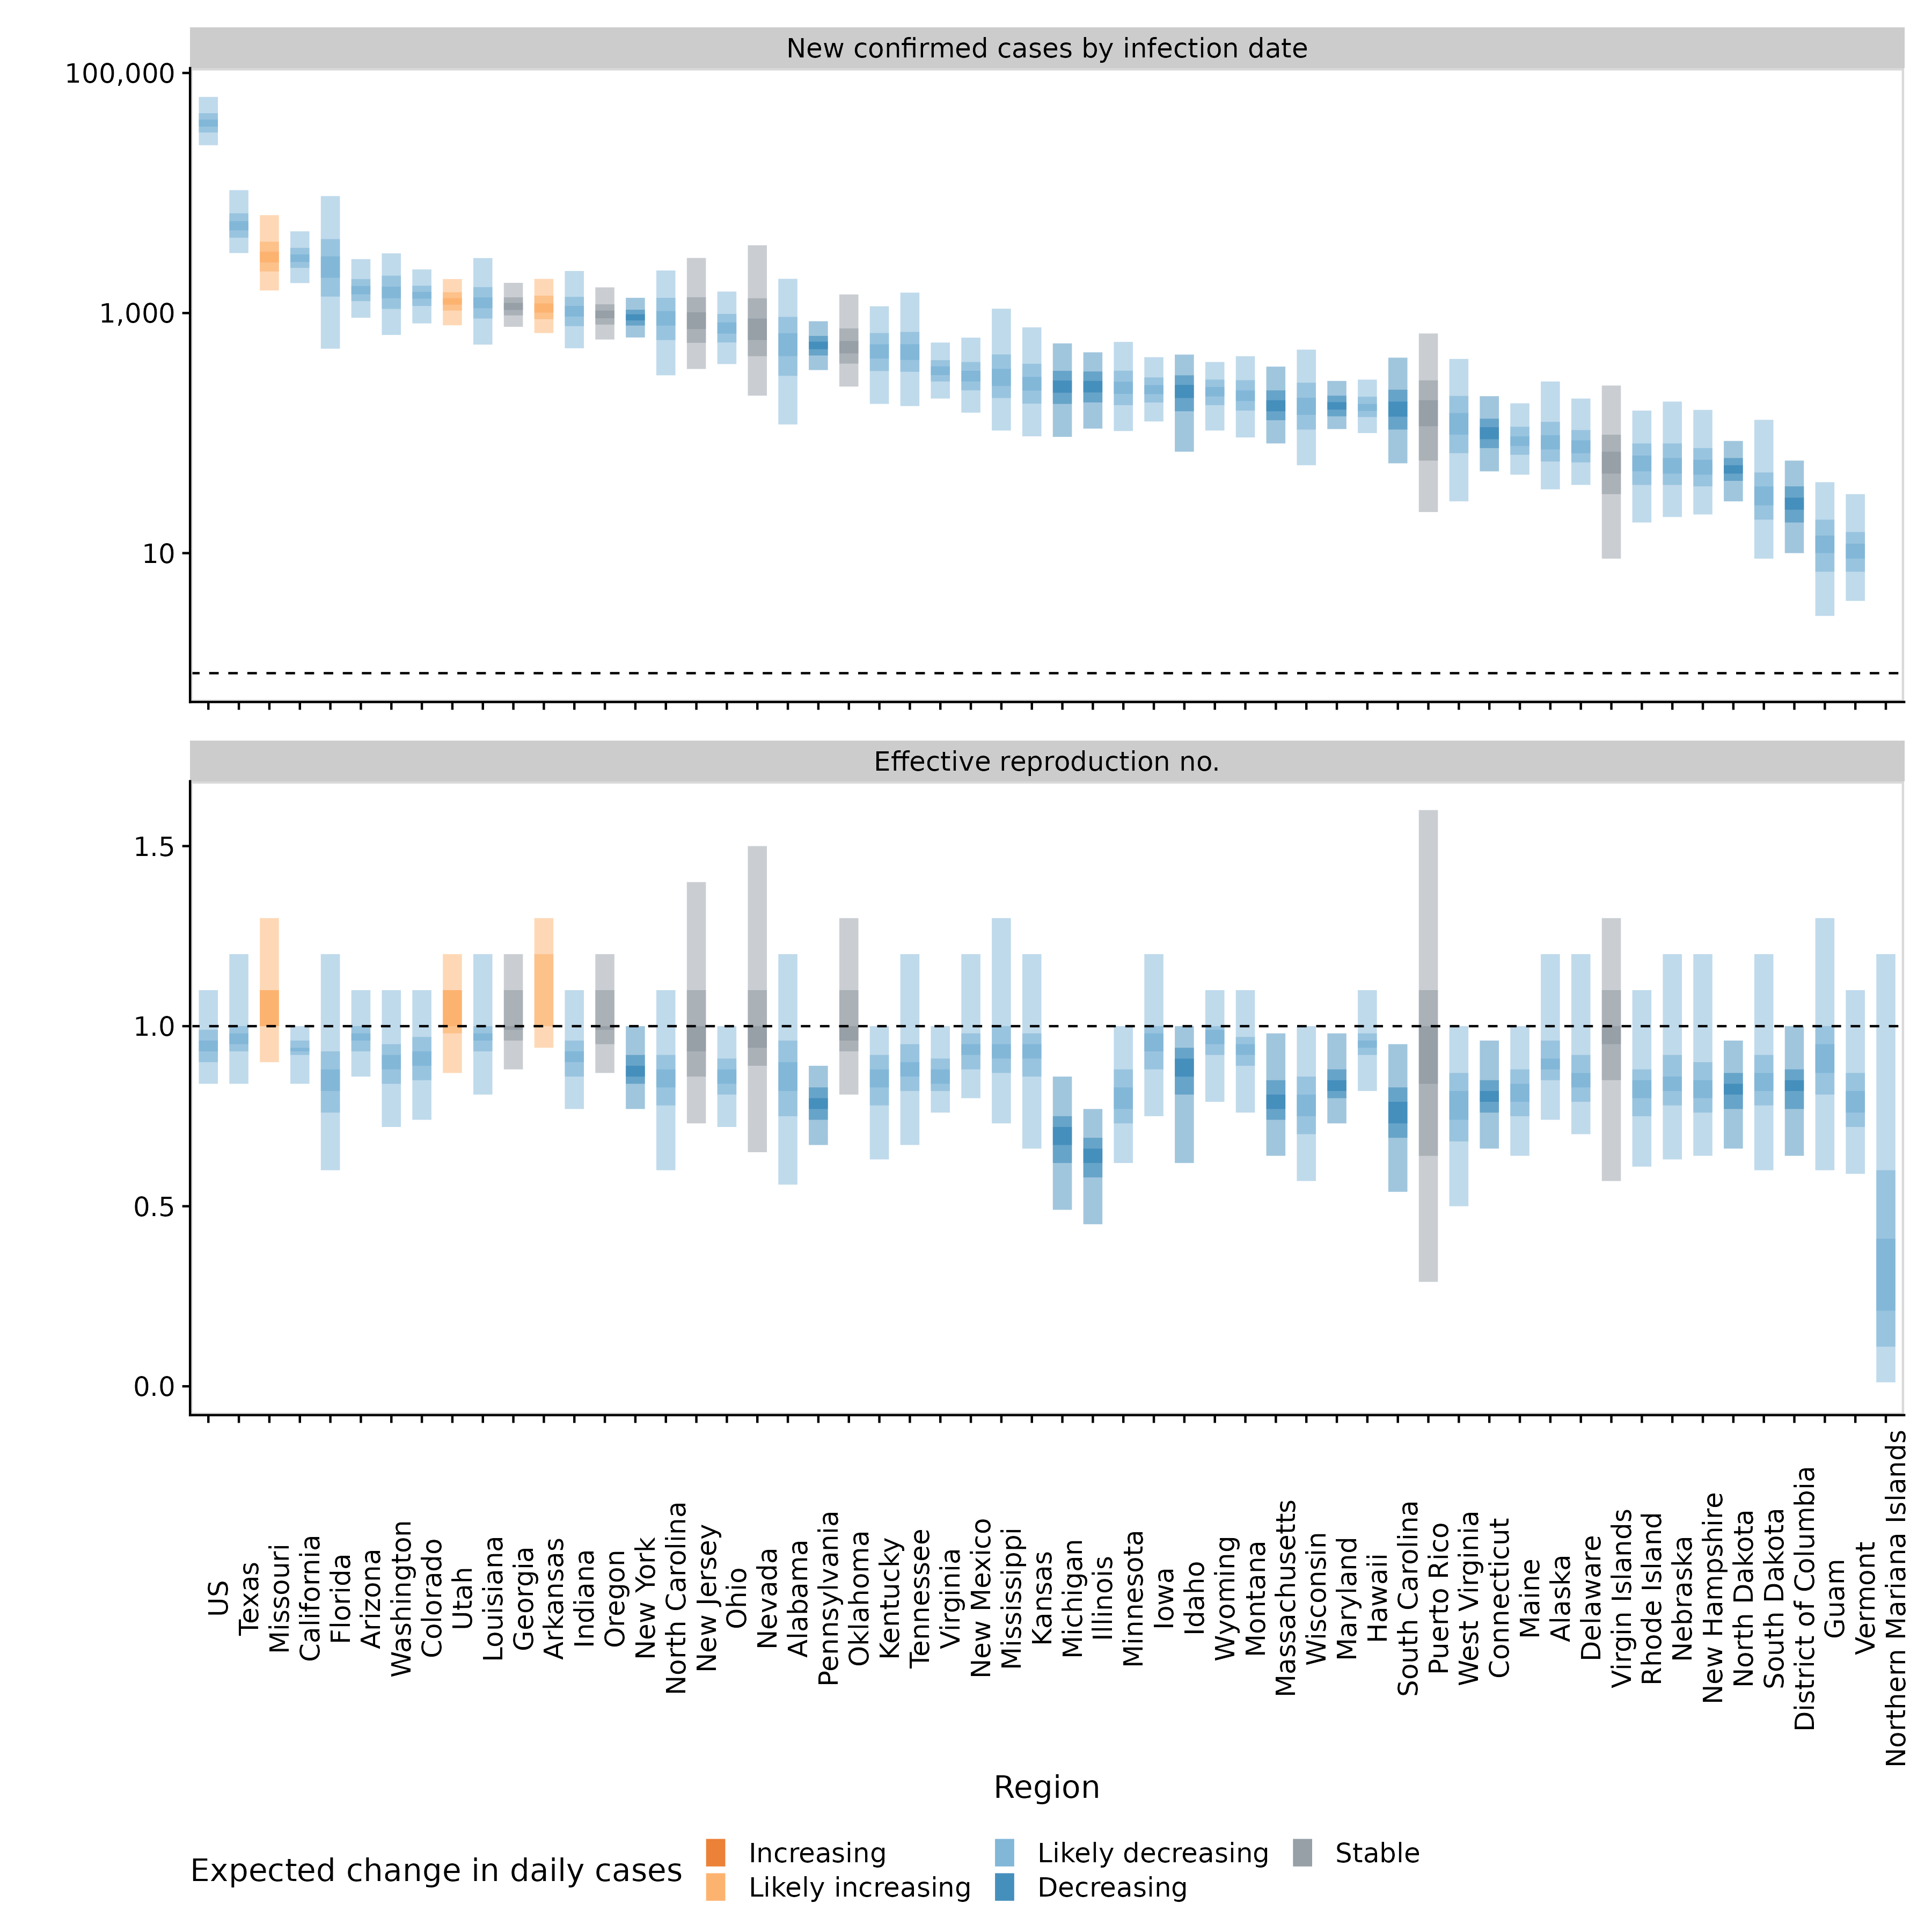 New confirmed cases by infection date
100,000
1,000
10
Effective reproduction no.
1.5
1.0
0.5
0.0
US
Texas
Missouri
California
Florida
Arizona
Washington
Colorado
Utah
Louisiana
Georgia
Arkansas
Indiana
Oregon
New York
North Carolina
New Jersey
Ohio
Nevada
Alabama
Pennsylvania
Oklahoma
Kentucky
Tennessee
Virginia
New Mexico
Mississippi
Kansas
Michigan
Illinois
Minnesota
Iowa
Idaho
Wyoming
Montana
Massachusetts
Wisconsin
Maryland
Hawaii
South Carolina
Puerto Rico
West Virginia
Connecticut
Maine
Alaska
Delaware
Virgin Islands
Rhode Island
Nebraska
New Hampshire
North Dakota
South Dakota
District of Columbia
Guam
Vermont
Northern Mariana Islands
Region
Expected change in daily cases
Increasing
Likely increasing
Likely decreasing
Decreasing
Stable